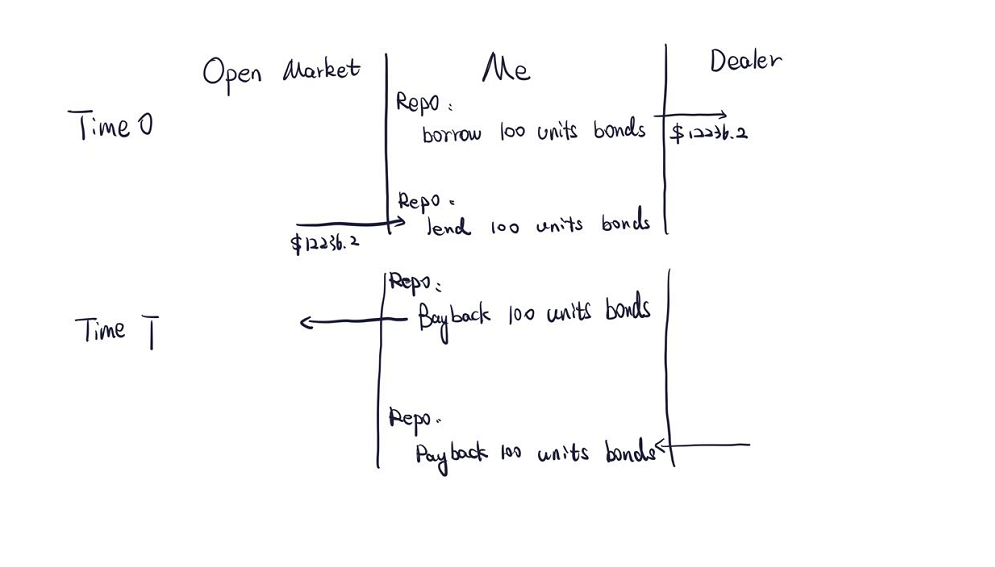 Open Market
Me
Dealer
Time 0
Repo:
borrow 100 units bonds
$12236.2
Repo.
lend 100 units bonds
$12236.2
Time T
Repo:
Bayback 100 units bonds
Repo.
Payback 100 units bonds